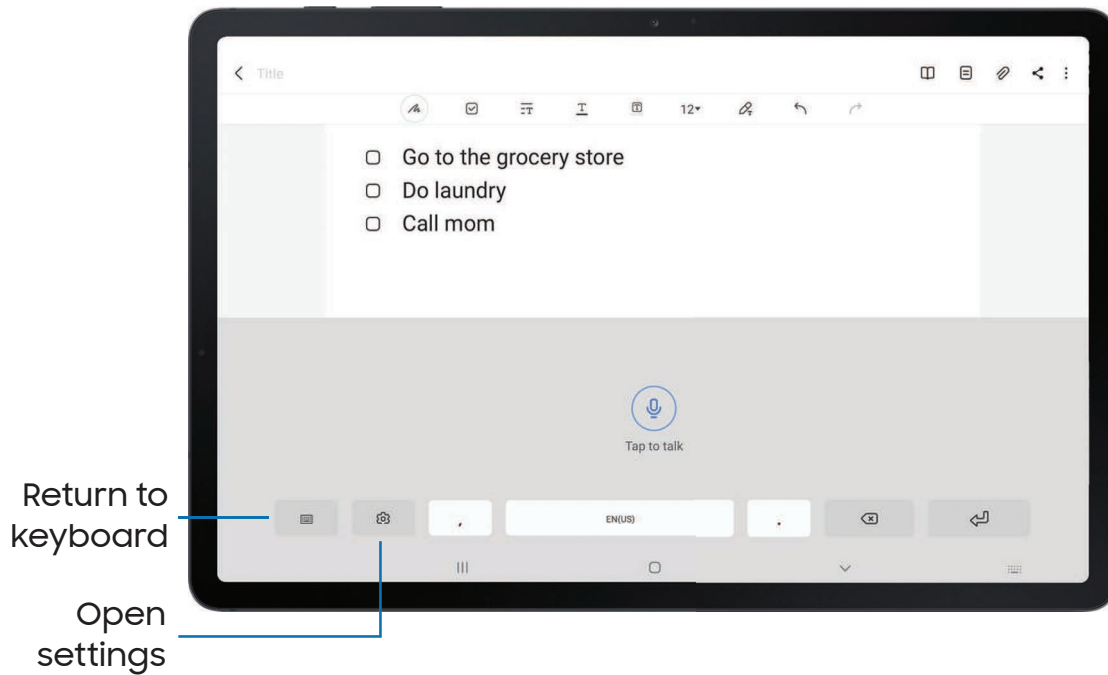 Title
12
Go to the grocery store
Do laundry
Call mom
Tap to talk
Return to
keyboard
, EN(US) .
Open
settings